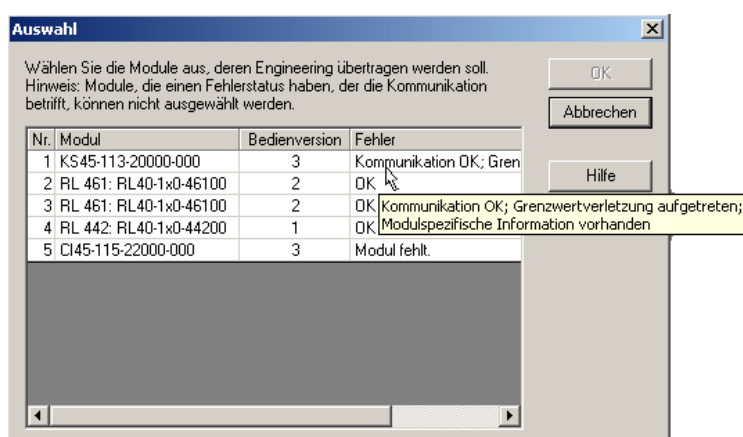 Auswahl
Wählen Sie die Module aus, deren Engineering übertragen werden soll.
Hinweis: Module, die einen Fehlerstatus haben, der die Kommunikation
betrifft, können nicht ausgewählt werden.
OK
Abbrechen
Hilfe
Nr. Modul Bedienversion Fehler
1 KS45-113-20000-000 3 Kommunikation OK; Gren
2 RL 461: RL40-1x0-46100 2 OK
3 RL 461: RL40-1x0-46100 2 OK
4 RL 442: RL40-1x0-44200 1 OK
5 CI45-115-22000-000 3 Modul fehlt.
Kommunikation OK; Grenzwertverletzung aufgetreten;
Modulspezifische Information vorhanden